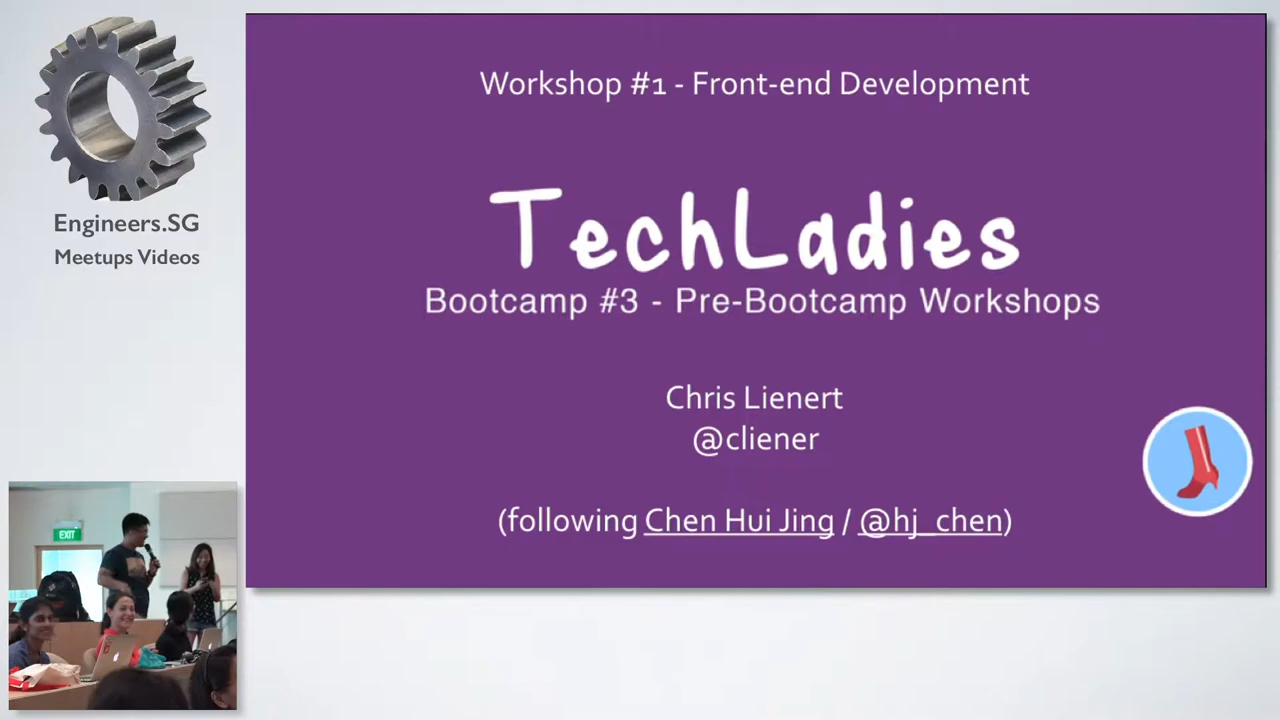 Engineers.SG
Meetups Videos
Workshop #1 - Front-end Development
TechLadies
Bootcamp #3 - Pre-Bootcamp Workshops
Chris Lienert
@cliener
(following Chen Hui Jing / @hj_chen)
EXIT